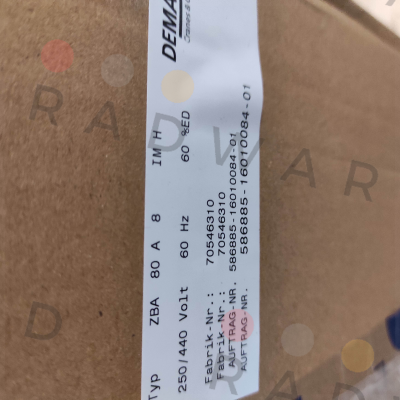 DEMA
Cranes &
Typ ZBA 80 A 8 IM H
250/440 Volt 60 Hz 60 %ED
Fabrik-Nr.: 70546310
Fabrik-Nr.: 70546310
AUFTRAG-NR. 586885-16010084-01
AUFTRAG-NR. 586885-16010084-01
RADWAR
RADWAR